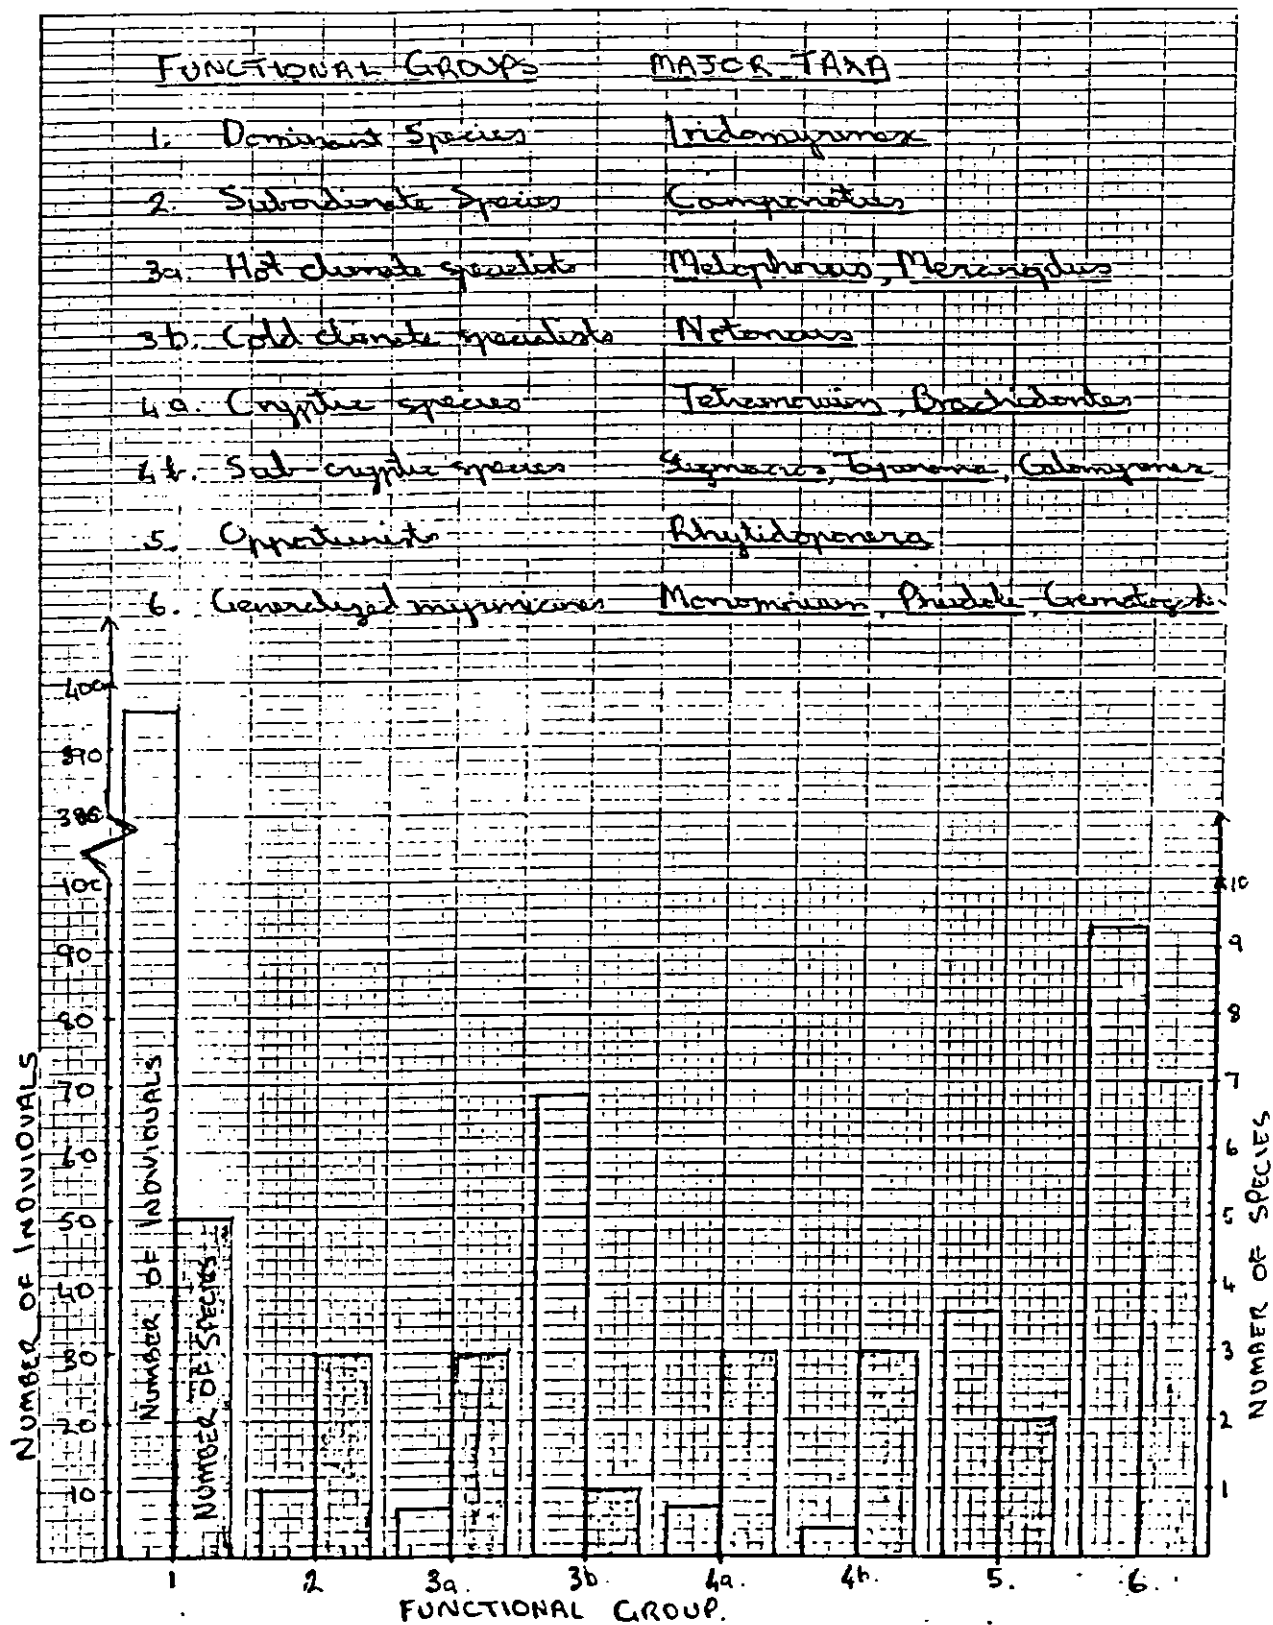 FUNCTIONAL GROUPS MAJOR TAXA
1. Dominant Species Iridomyrmex
2. Subordinate Species Camponotus
3a. Hot climate specialists Melophorus, Meranoplus
3b. Cold climate specialists Notoncus
4a. Cryptic species Tetramorium, Brachidontes
4b. Sub-cryptic species Stigmacros, Tapinoma, Calomyrmex
5. Opportunists Rhytidoponera
6. Generalized myrmicines Monomorium, Pheidole
400
390
380
100
90
80
70
60
50
40
30
20
10
NUMBER OF INDIVIDUALS
NUMBER OF INDIVIDUALS
NUMBER OF SPECIES
10
9
8
7
6
5
4
3
2
1
NUMBER OF SPECIES
1 2 3a. 3b 4a. 4b. 5. 6.
FUNCTIONAL GROUP.